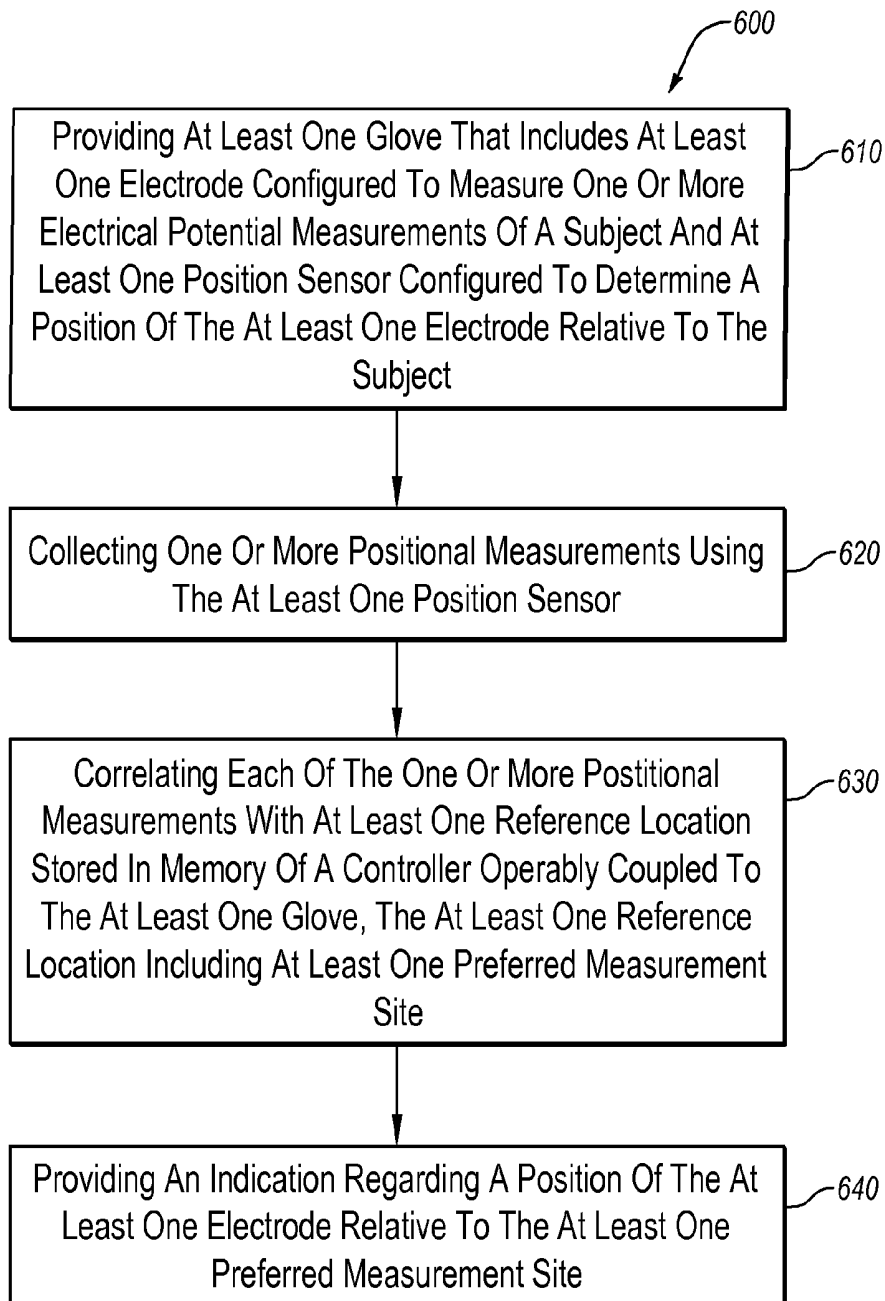 600
Providing At Least One Glove That Includes At Least
One Electrode Configured To Measure One Or More
Electrical Potential Measurements Of A Subject And At
Least One Position Sensor Configured To Determine A
Position Of The At Least One Electrode Relative To The
Subject
610
Collecting One Or More Positional Measurements Using
The At Least One Position Sensor
620
Correlating Each Of The One Or More Postitional
Measurements With At Least One Reference Location
Stored In Memory Of A Controller Operably Coupled To
The At Least One Glove, The At Least One Reference
Location Including At Least One Preferred Measurement
Site
630
Providing An Indication Regarding A Position Of The At
Least One Electrode Relative To The At Least One
Preferred Measurement Site
640